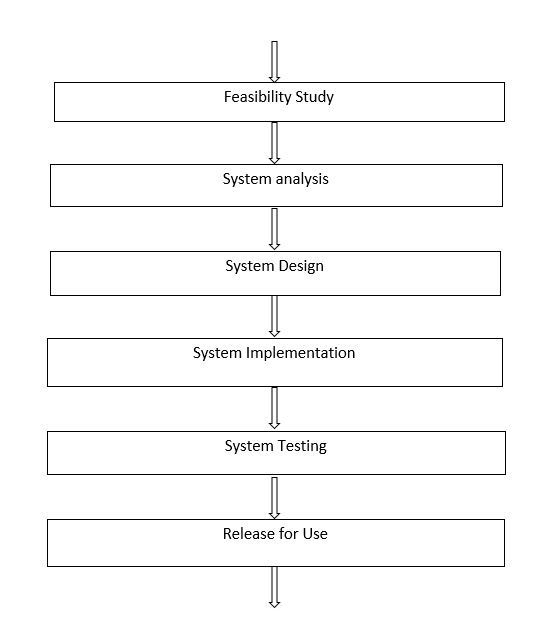 Feasibility Study
System analysis
System Design
System Implementation
System Testing
Release for Use